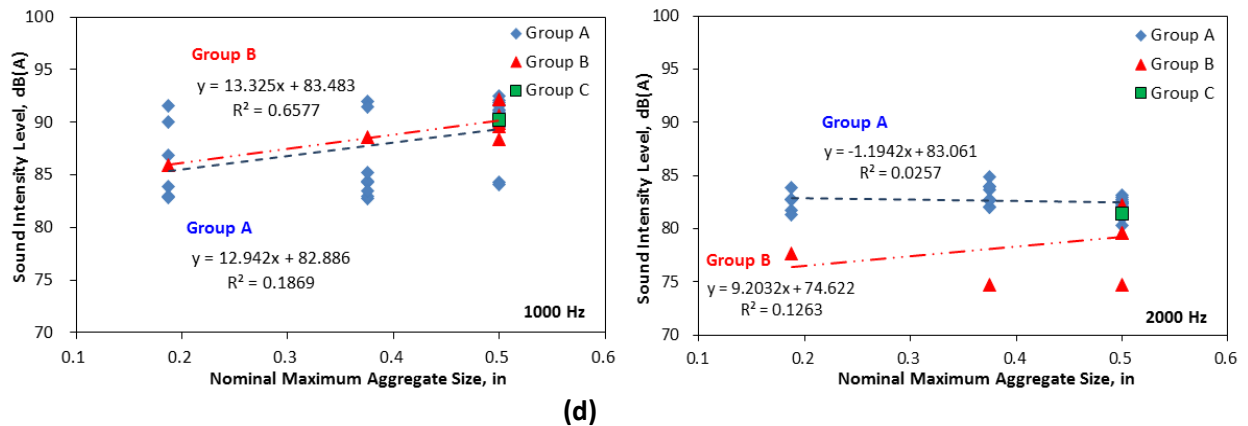 Sound Intensity Level, dB(A)
100
95
90
85
80
75
70
0.1 0.2 0.3 0.4 0.5 0.6
Nominal Maximum Aggregate Size, in
Group A
Group B
Group C
Group B
y = 13.325x + 83.483
R² = 0.6577
Group A
y = 12.942x + 82.886
R² = 0.1869
1000 Hz
Sound Intensity Level, dB(A)
100
95
90
85
80
75
70
0.1 0.2 0.3 0.4 0.5 0.6
Nominal Maximum Aggregate Size, in
Group A
Group B
Group C
Group A
y = -1.1942x + 83.061
R² = 0.0257
Group B
y = 9.2032x + 74.622
R² = 0.1263
2000 Hz
(d)